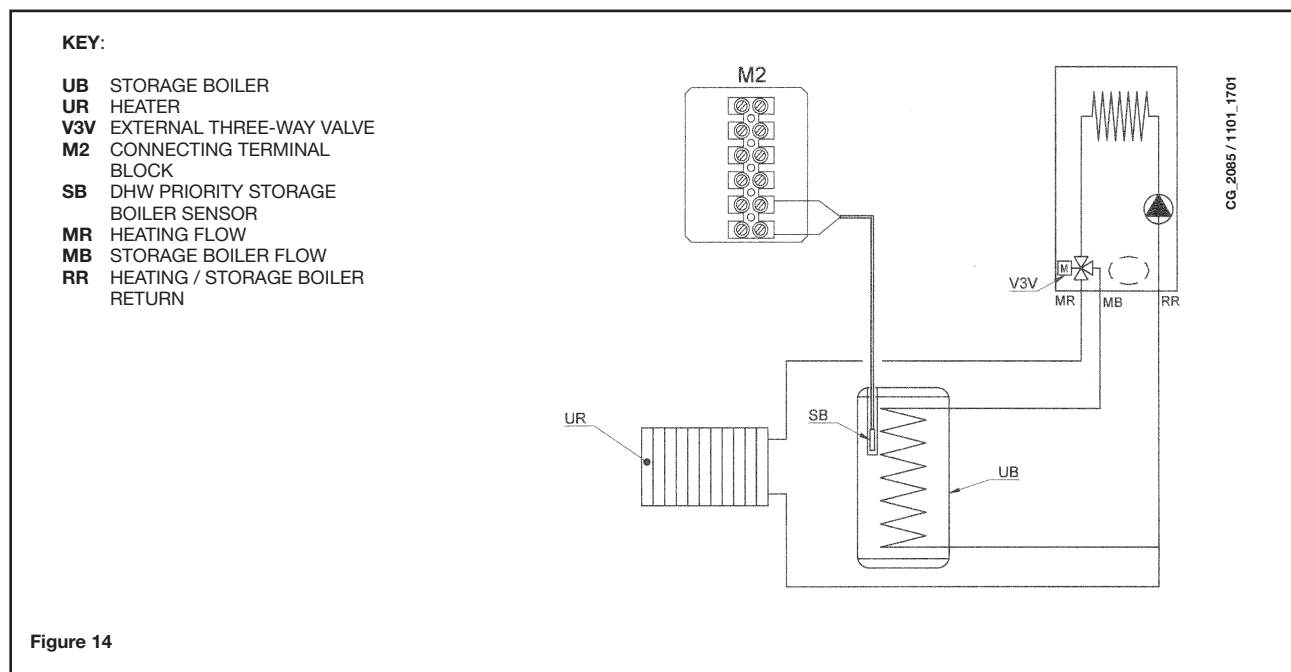 KEY:
UB STORAGE BOILER
UR HEATER
V3V EXTERNAL THREE-WAY VALVE
M2 CONNECTING TERMINAL
BLOCK
SB DHW PRIORITY STORAGE
BOILER SENSOR
MR HEATING FLOW
MB STORAGE BOILER FLOW
RR HEATING / STORAGE BOILER
RETURN
M2
CG_2085 / 1101_1701
M
V3V
MR
MB
RR
UR
SB
UB
Figure 14